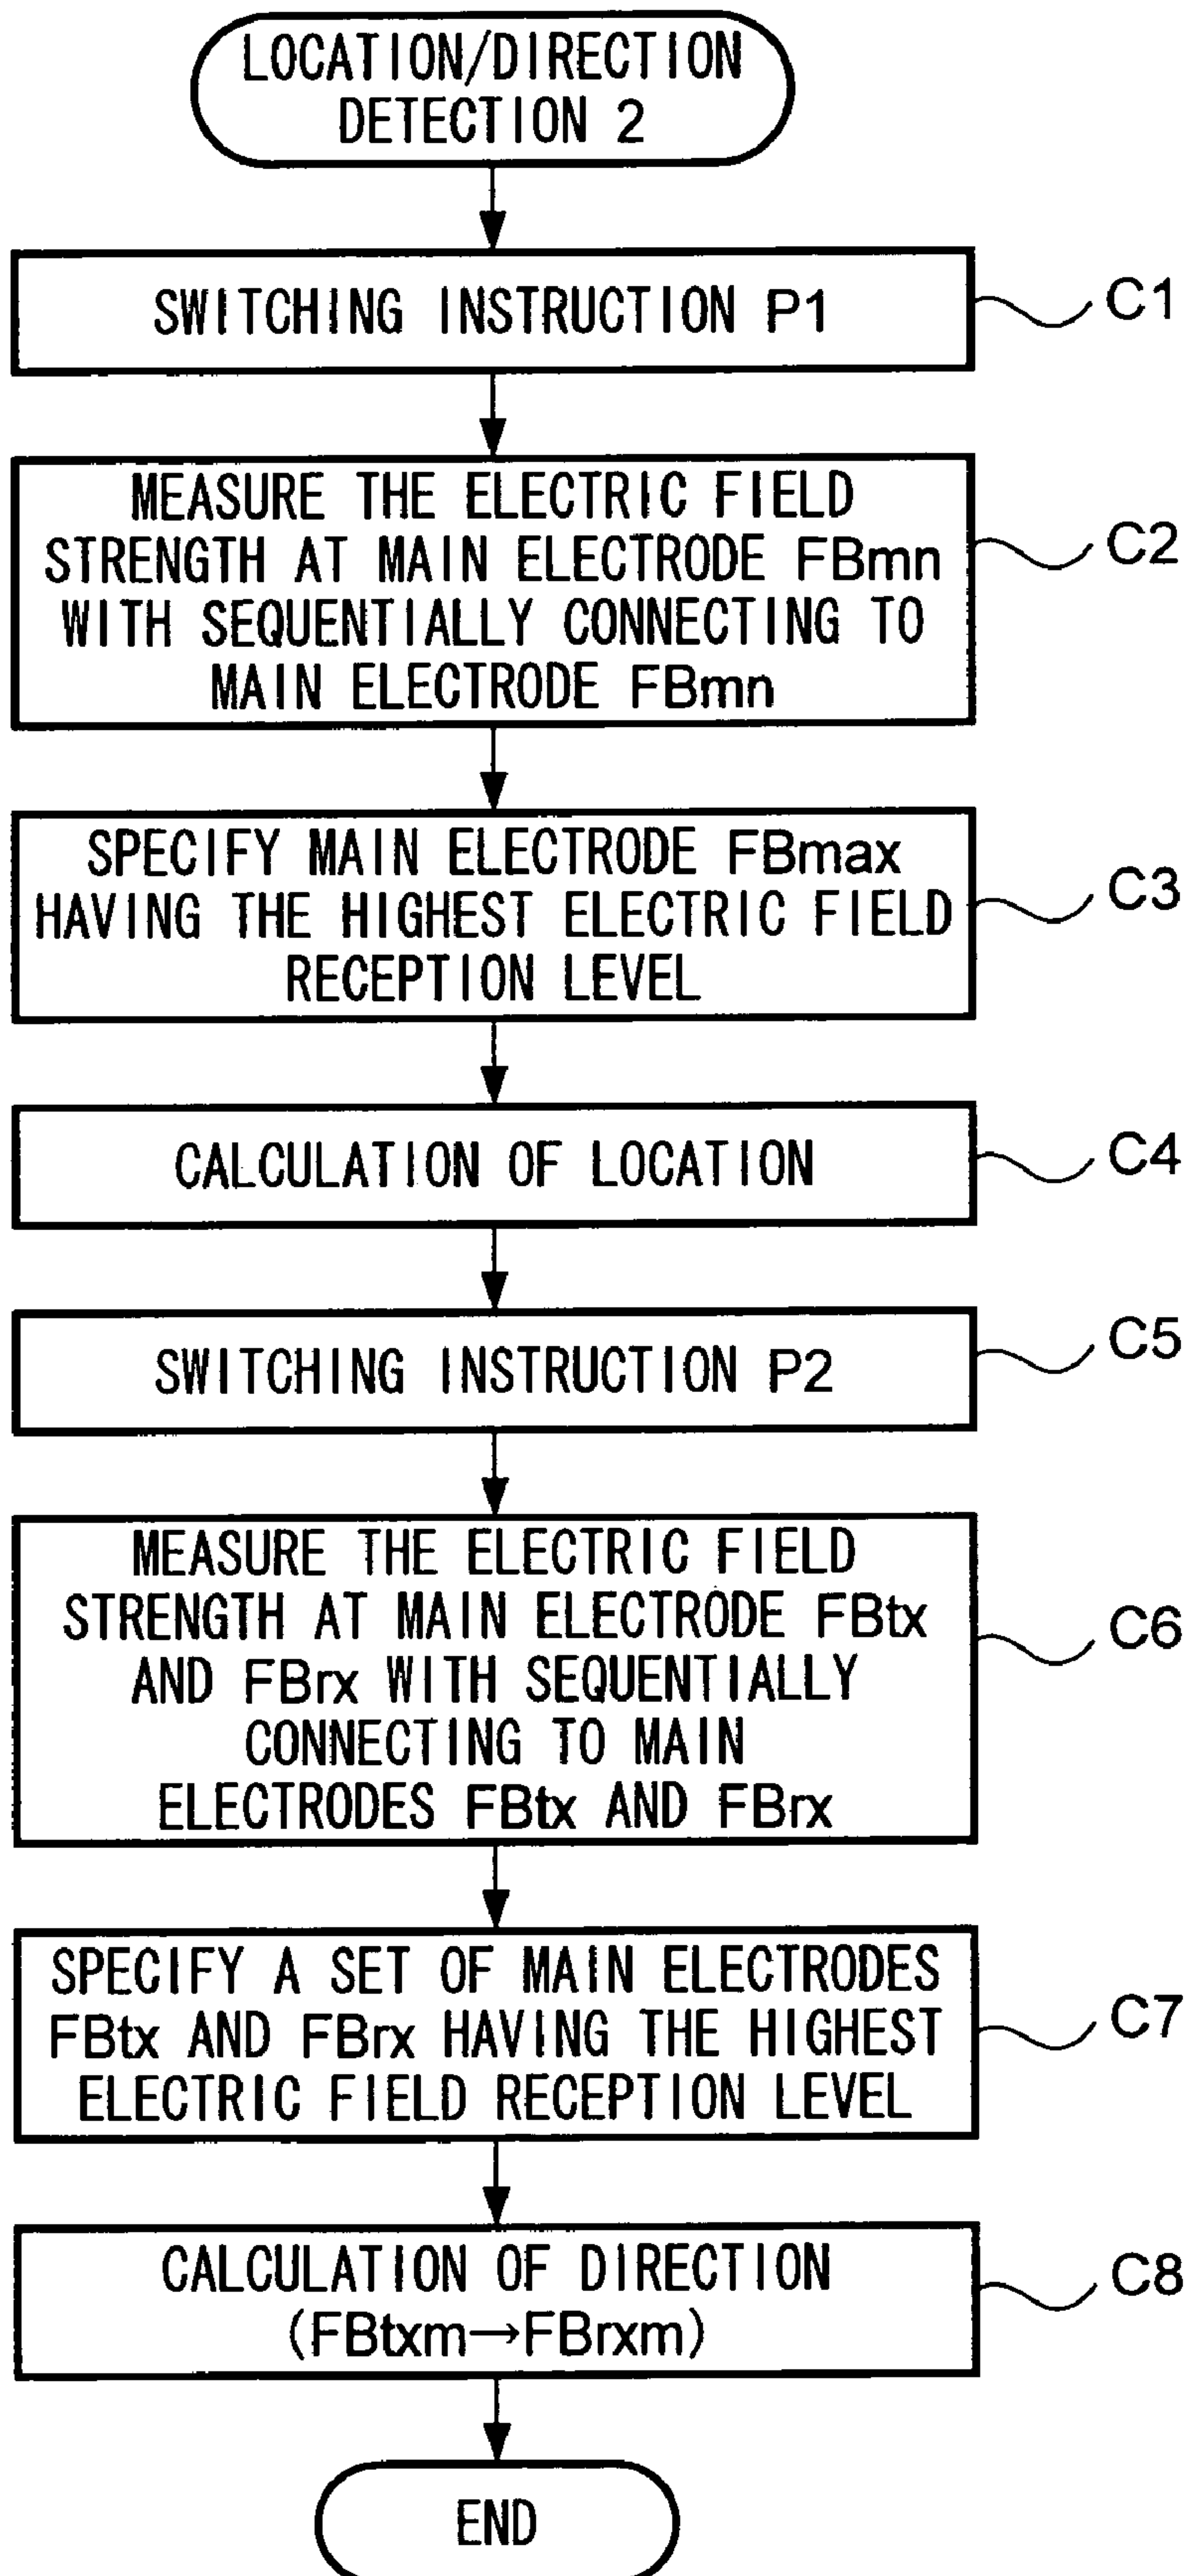 LOCATION/DIRECTION
DETECTION 2
SWITCHING INSTRUCTION P1
C1
MEASURE THE ELECTRIC FIELD
STRENGTH AT MAIN ELECTRODE FBmn
WITH SEQUENTIALLY CONNECTING TO
MAIN ELECTRODE FBmn
C2
SPECIFY MAIN ELECTRODE FBmax
HAVING THE HIGHEST ELECTRIC FIELD
RECEPTION LEVEL
C3
CALCULATION OF LOCATION
C4
SWITCHING INSTRUCTION P2
C5
MEASURE THE ELECTRIC FIELD
STRENGTH AT MAIN ELECTRODE FBtx
AND FBrx WITH SEQUENTIALLY
CONNECTING TO MAIN
ELECTRODES FBtx AND FBrx
C6
SPECIFY A SET OF MAIN ELECTRODES
FBtx AND FBrx HAVING THE HIGHEST
ELECTRIC FIELD RECEPTION LEVEL
C7
CALCULATION OF DIRECTION
(FBtxm→FBrxm)
C8
END